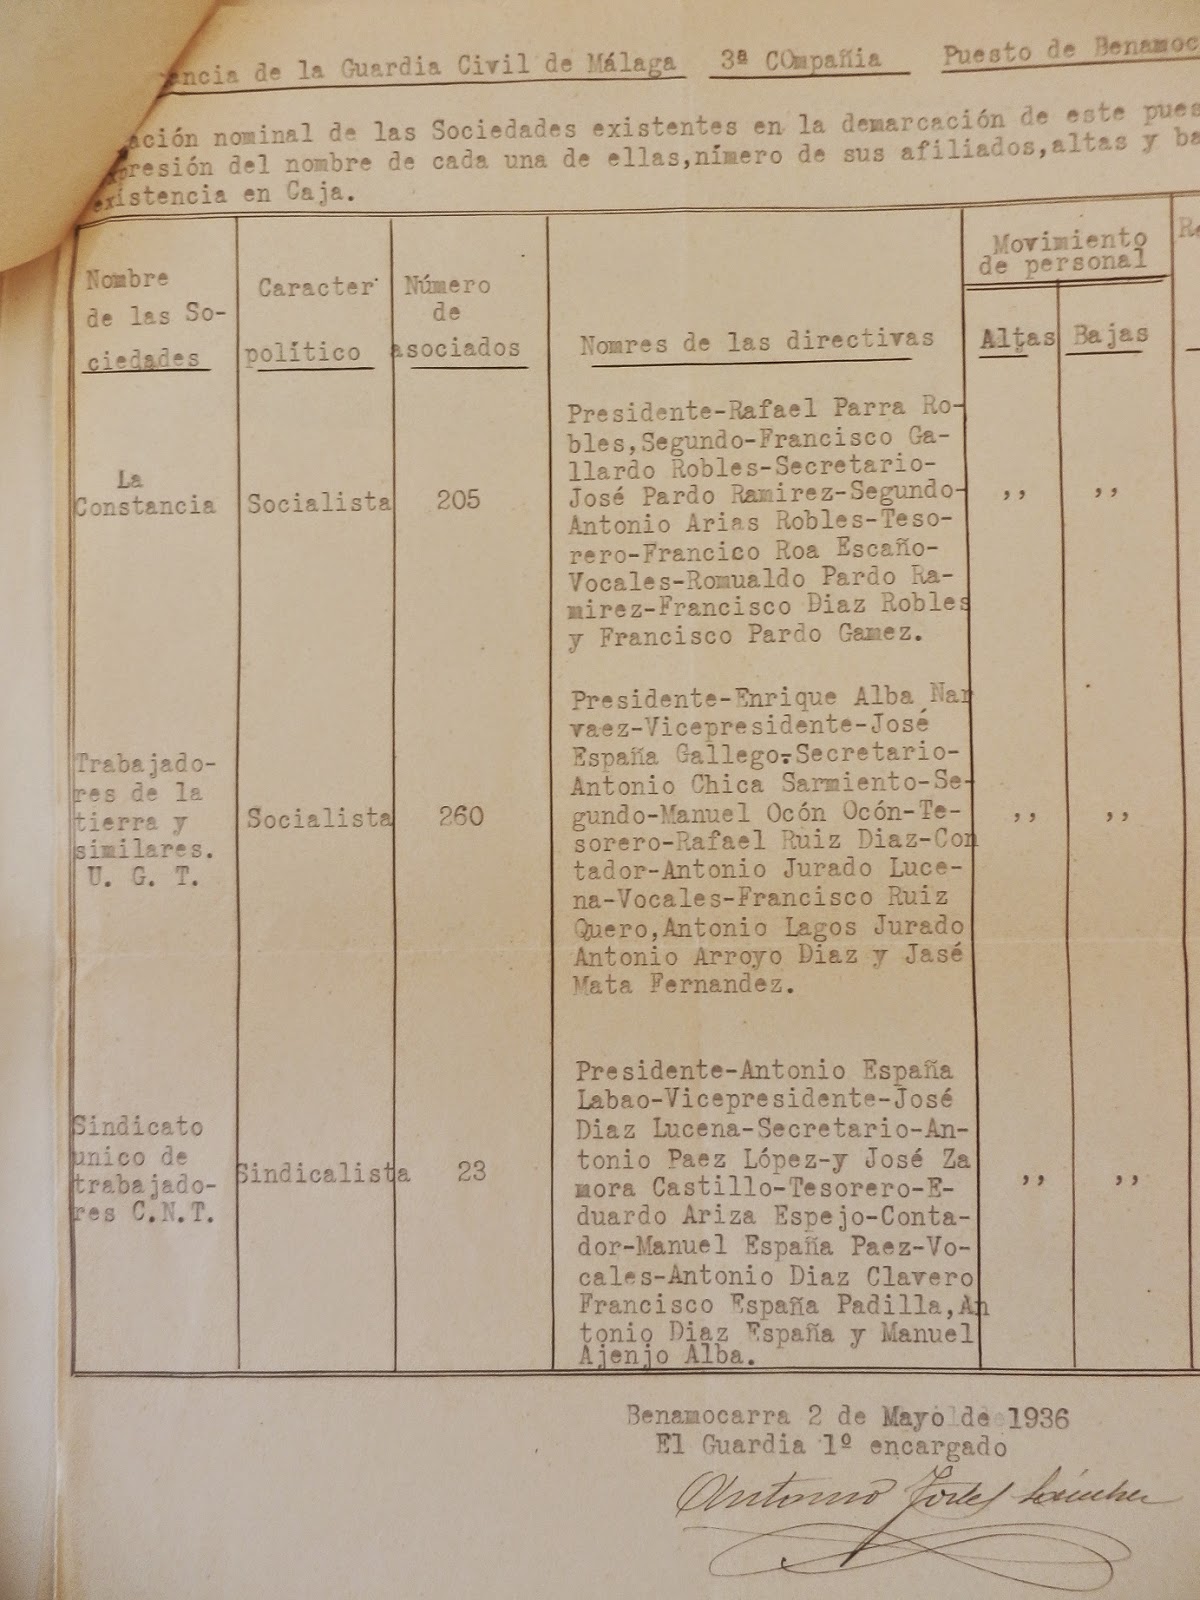 encia de la Guardia Civil de Málaga 3ª COmpañia Puesto de Benamoc
ación nominal de las Sociedades existentes en la demarcación de este pues
presión del nombre de cada una de ellas,nímero de sus afiliados,altas y ba
existencia en Caja.
Nombre
de las So-
ciedades
Caracter
político
Número
de
asociados
Nomres de las directivas
Movimiento
de personal
Altas
Bajas
Re
La
Constancia
Socialista
205
Presidente-Rafael Parra Ro-
bles,Segundo-Francisco Ga-
llardo Robles-Secretario-
José Pardo Ramirez-Segundo-
Antonio Arias Robles-Teso-
rero-Francico Roa Escaño-
Vocales-Romualdo Pardo Ra-
mirez-Francisco Diaz Robles
y Francisco Pardo Gamez.
,,
,,
Trabajado-
res de la
tierra y
similares.
U. G. T.
Socialista
260
Presidente-Enrique Alba Nar
vaez-Vicepresidente-José
España Gallego-Secretario-
Antonio Chica Sarmiento-Se-
gundo-Manuel Ocón Ocón-Te-
sorero-Rafael Ruiz Diaz-Con
tador-Antonio Jurado Luce-
na-Vocales-Francisco Ruiz
Quero,Antonio Lagos Jurado
Antonio Arroyo Diaz y Jasé
Mata Fernandez.
,,
,,
Sindicato
unico de
trabajado-
res C.N.T.
Sindicalista
23
Presidente-Antonio España
Labao-Vicepresidente-José
Diaz Lucena-Secretario-An-
tonio Paez López-y José Za
mora Castillo-Tesorero-E-
duardo Ariza Espejo-Conta-
dor-Manuel España Paez-Vo-
cales-Antonio Diaz Clavero
Francisco España Padilla,An
tonio Diaz España y Manuel
Ajenjo Alba.
,,
,,
Benamocarra 2 de Mayo de 1936
El Guardia 1º encargado
Antonio